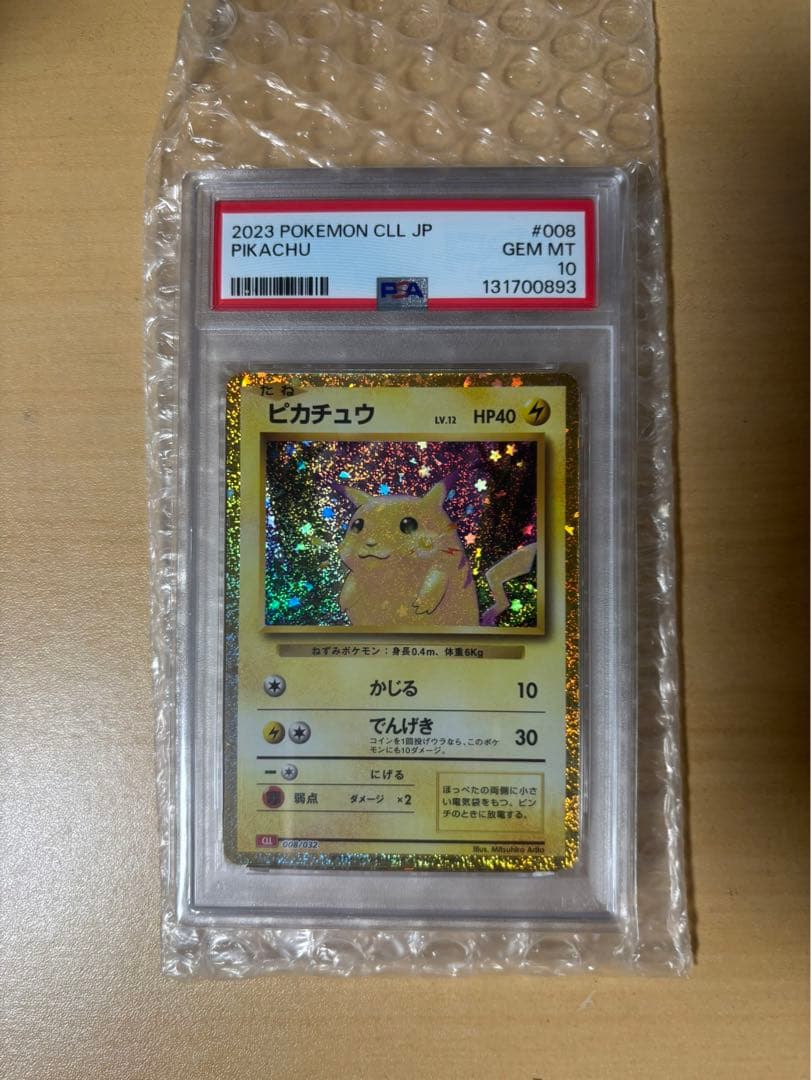 2023 POKEMON CLL JP #008
PIKACHU GEM MT
10
PSA 131700893
たね
ピカチュウ LV.12 HP40
ねずみポケモン:身長0.4m、体重6Kg
かじる 10
でんげき 30
コインを1回投げウラなら、このポケ
モンにも10ダメージ。
にげる
弱点 ダメージ ×2
ほっぺたの両側に小さ
い電気袋をもつ。ピン
チのときに放電する。
CLL 008/032
Illus. Mitsuhiro Arita